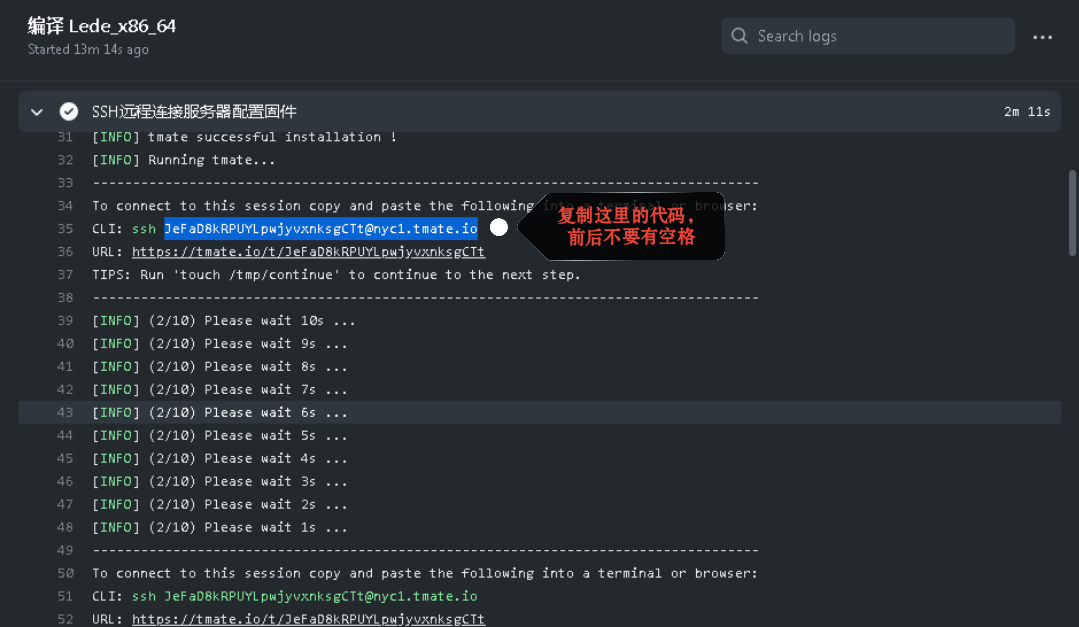 编译 Lede_x86_64
Started 13m 14s ago
Search logs
SSH远程连接服务器配置固件
2m 11s
31 [INFO] tmate successful installation !
32 [INFO] Running tmate...
33 -----------------------------------------------------------------------------------
34 To connect to this session copy and paste the following into a terminal or browser:
35 CLI: ssh JeFaD8kRPUYLpwjyvxnksgCTt@nyc1.tmate.io
复制这里的代码，
前后不要有空格
36 URL: https://tmate.io/t/JeFaD8kRPUYLpwjyvxnksgCTt
37 TIPS: Run 'touch /tmp/continue' to continue to the next step.
38 -----------------------------------------------------------------------------------
39 [INFO] (2/10) Please wait 10s ...
40 [INFO] (2/10) Please wait 9s ...
41 [INFO] (2/10) Please wait 8s ...
42 [INFO] (2/10) Please wait 7s ...
43 [INFO] (2/10) Please wait 6s ...
44 [INFO] (2/10) Please wait 5s ...
45 [INFO] (2/10) Please wait 4s ...
46 [INFO] (2/10) Please wait 3s ...
47 [INFO] (2/10) Please wait 2s ...
48 [INFO] (2/10) Please wait 1s ...
49 -----------------------------------------------------------------------------------
50 To connect to this session copy and paste the following into a terminal or browser:
51 CLI: ssh JeFaD8kRPUYLpwjyvxnksgCTt@nyc1.tmate.io
52 URL: https://tmate.io/t/JeFaD8kRPUYLpwjyvxnksgCTt